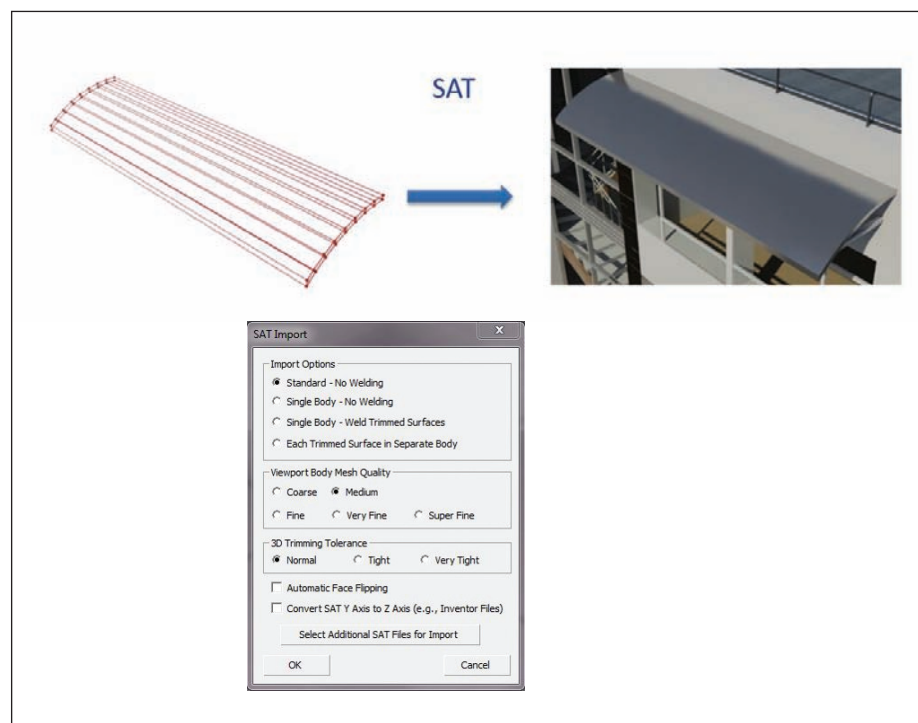 SAT
SAT Import
X
Import Options
Standard - No Welding
Single Body - No Welding
Single Body - Weld Trimmed Surfaces
Each Trimmed Surface in Separate Body
Viewport Body Mesh Quality
Coarse Medium
Fine Very Fine Super Fine
3D Trimming Tolerance
Normal Tight Very Tight
Automatic Face Flipping
Convert SAT Y Axis to Z Axis (e.g., Inventor Files)
Select Additional SAT Files for Import
OK Cancel